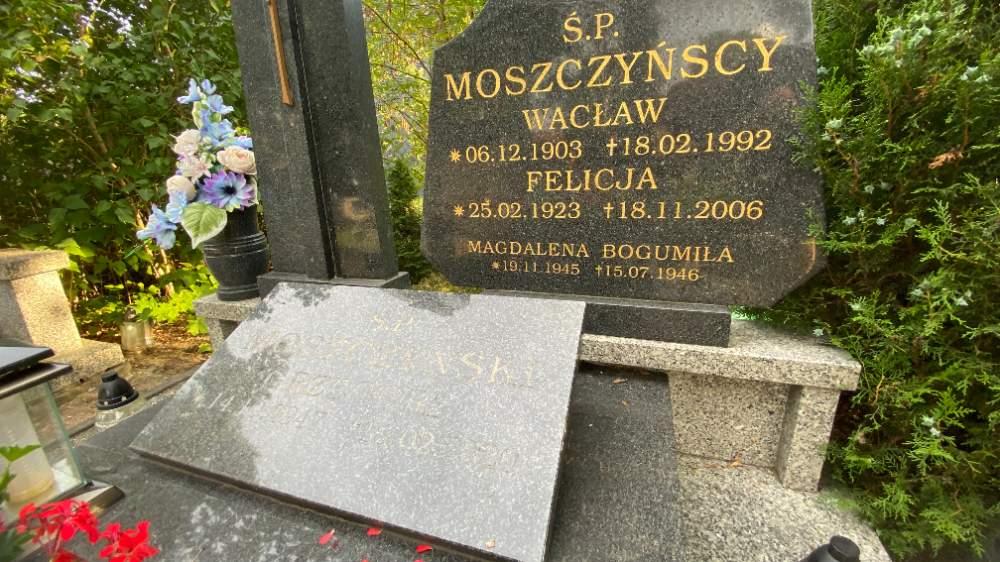 Ś.P.
MOSZCZYŃSCY
WACŁAW
* 06.12.1903 †18.02.1992
FELICJA
* 25.02.1923 †18.11.2006
MAGDALENA BOGUMIŁA
*19.11.1945 †15.07.1946
Ś.P.